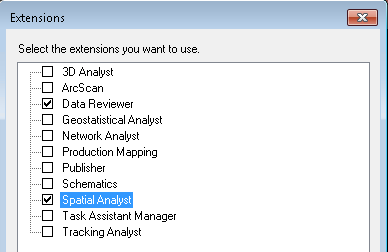 Extensions
Select the extensions you want to use.
3D Analyst
ArcScan
Data Reviewer
Geostatistical Analyst
Network Analyst
Production Mapping
Publisher
Schematics
Spatial Analyst
Task Assistant Manager
Tracking Analyst